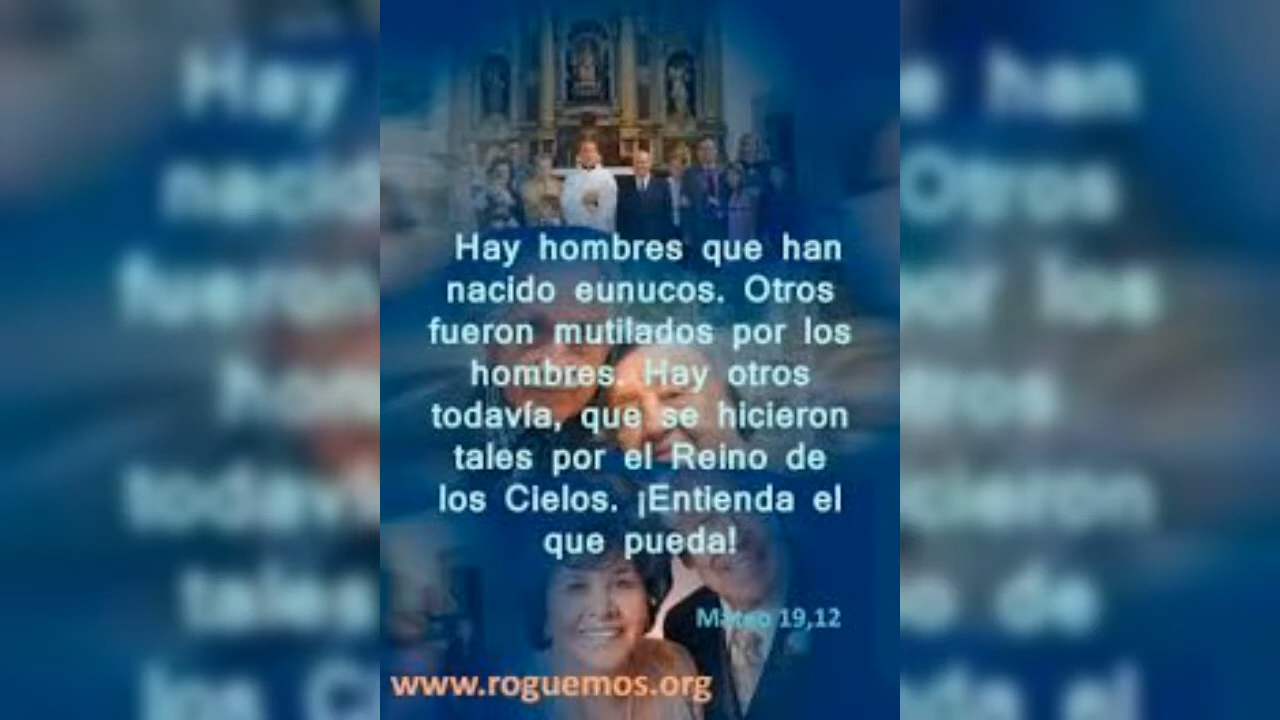 Hay hombres que han
nacido eunucos. Otros
fueron mutilados por los
hombres. Hay otros
todavía, que se hicieron
tales por el Reino de
los Cielos. ¡Entienda el
que pueda!
Mateo 19,12
www.roguemos.org